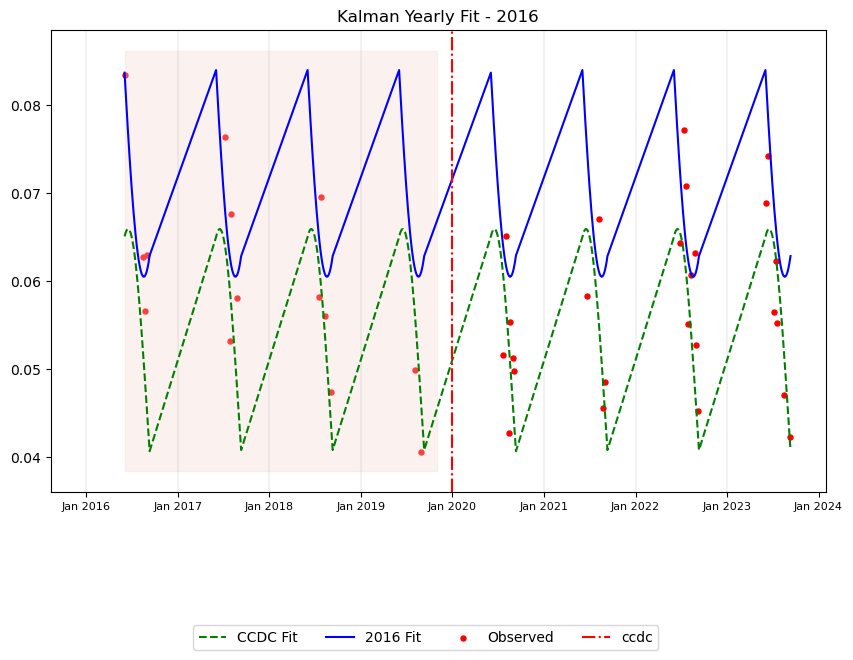 Kalman Yearly Fit - 2016
0.08
0.07
0.06
0.05
0.04
Jan 2016 Jan 2017 Jan 2018 Jan 2019 Jan 2020 Jan 2021 Jan 2022 Jan 2023 Jan 2024
CCDC Fit 2016 Fit Observed ccdc